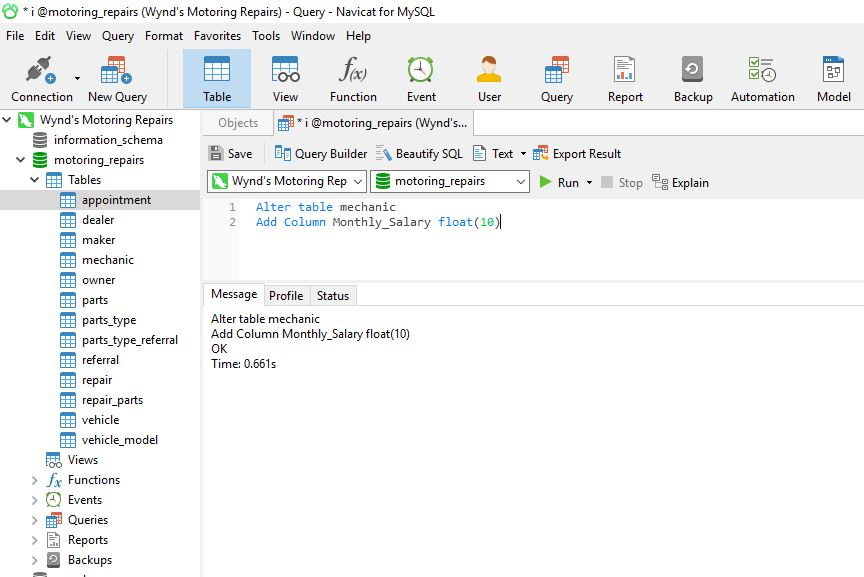 * i @motoring_repairs (Wynd's Motoring Repairs) - Query - Navicat for MySQL
File Edit View Query Format Favorites Tools Window Help
Connection New Query Table View Function Event User Query Report Backup Automation Model
Wynd's Motoring Repairs
information_schema
motoring_repairs
Tables
appointment
dealer
maker
mechanic
owner
parts
parts_type
parts_type_referral
referral
repair
repair_parts
vehicle
vehicle_model
Views
Functions
Events
Queries
Reports
Backups
Objects * i @motoring_repairs (Wynd's...
Save Query Builder Beautify SQL Text Export Result
Wynd's Motoring Rep motoring_repairs Run Stop Explain
1 Alter table mechanic
2 Add Column Monthly_Salary float(10)
Message Profile Status
Alter table mechanic
Add Column Monthly_Salary float(10)
OK
Time: 0.661s